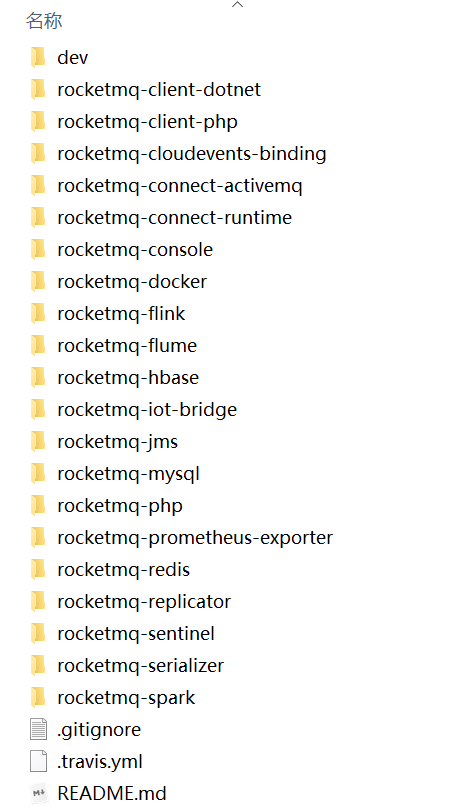 名称
dev
rocketmq-client-dotnet
rocketmq-client-php
rocketmq-cloudevents-binding
rocketmq-connect-activemq
rocketmq-connect-runtime
rocketmq-console
rocketmq-docker
rocketmq-flink
rocketmq-flume
rocketmq-hbase
rocketmq-iot-bridge
rocketmq-jms
rocketmq-mysql
rocketmq-php
rocketmq-prometheus-exporter
rocketmq-redis
rocketmq-replicator
rocketmq-sentinel
rocketmq-serializer
rocketmq-spark
.gitignore
.travis.yml
README.md